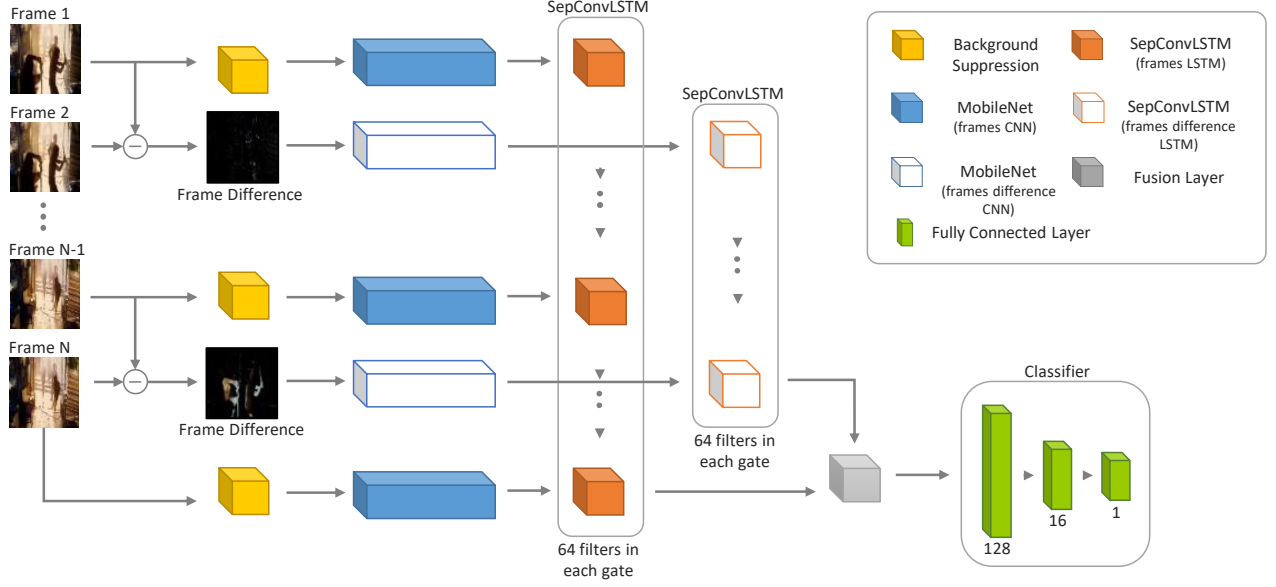 Frame 1
Frame 2
Frame N-1
Frame N
Frame Difference
Frame Difference
SepConvLSTM
64 filters in
each gate
SepConvLSTM
64 filters in
each gate
Classifier
128
16
1
Background
Suppression
SepConvLSTM
(frames LSTM)
MobileNet
(frames CNN)
SepConvLSTM
(frames difference
LSTM)
MobileNet
(frames difference
CNN)
Fusion Layer
Fully Connected Layer